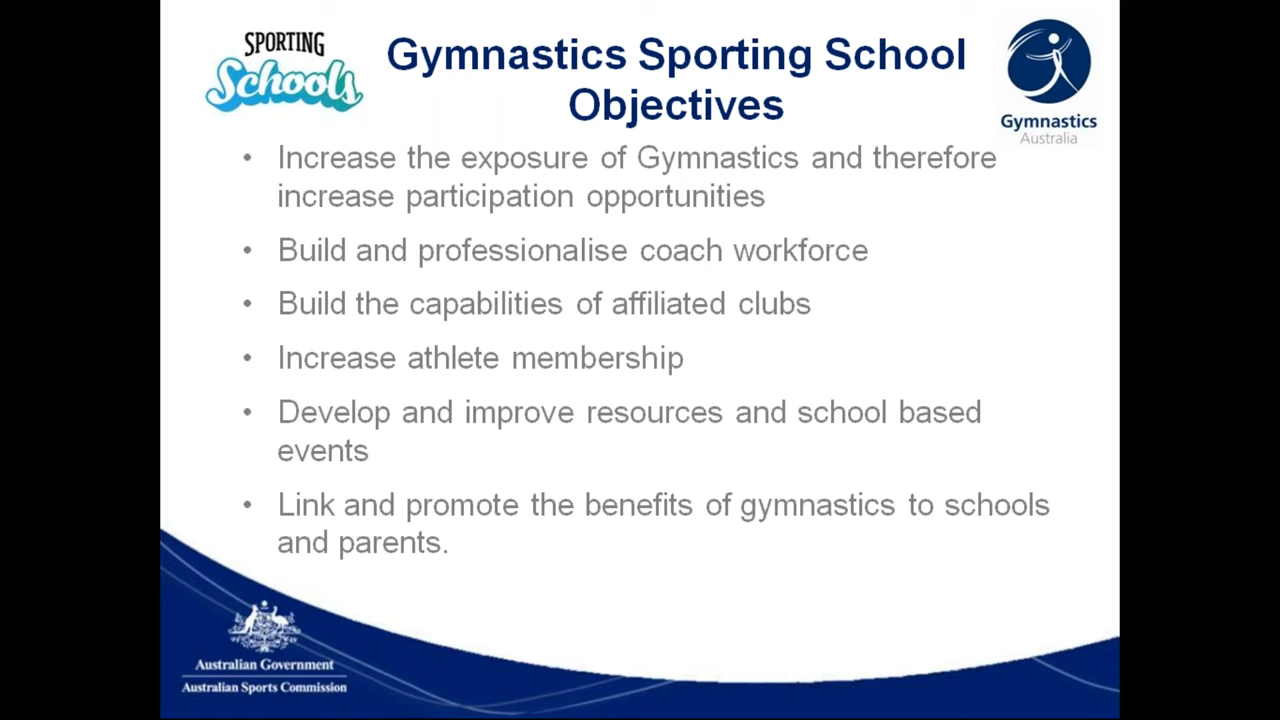 SPORTING
Schools
Gymnastics Sporting School
Objectives
Gymnastics
Australia
• Increase the exposure of Gymnastics and therefore
increase participation opportunities
• Build and professionalise coach workforce
• Build the capabilities of affiliated clubs
• Increase athlete membership
• Develop and improve resources and school based
events
• Link and promote the benefits of gymnastics to schools
and parents.
Australian Government
Australian Sports Commission